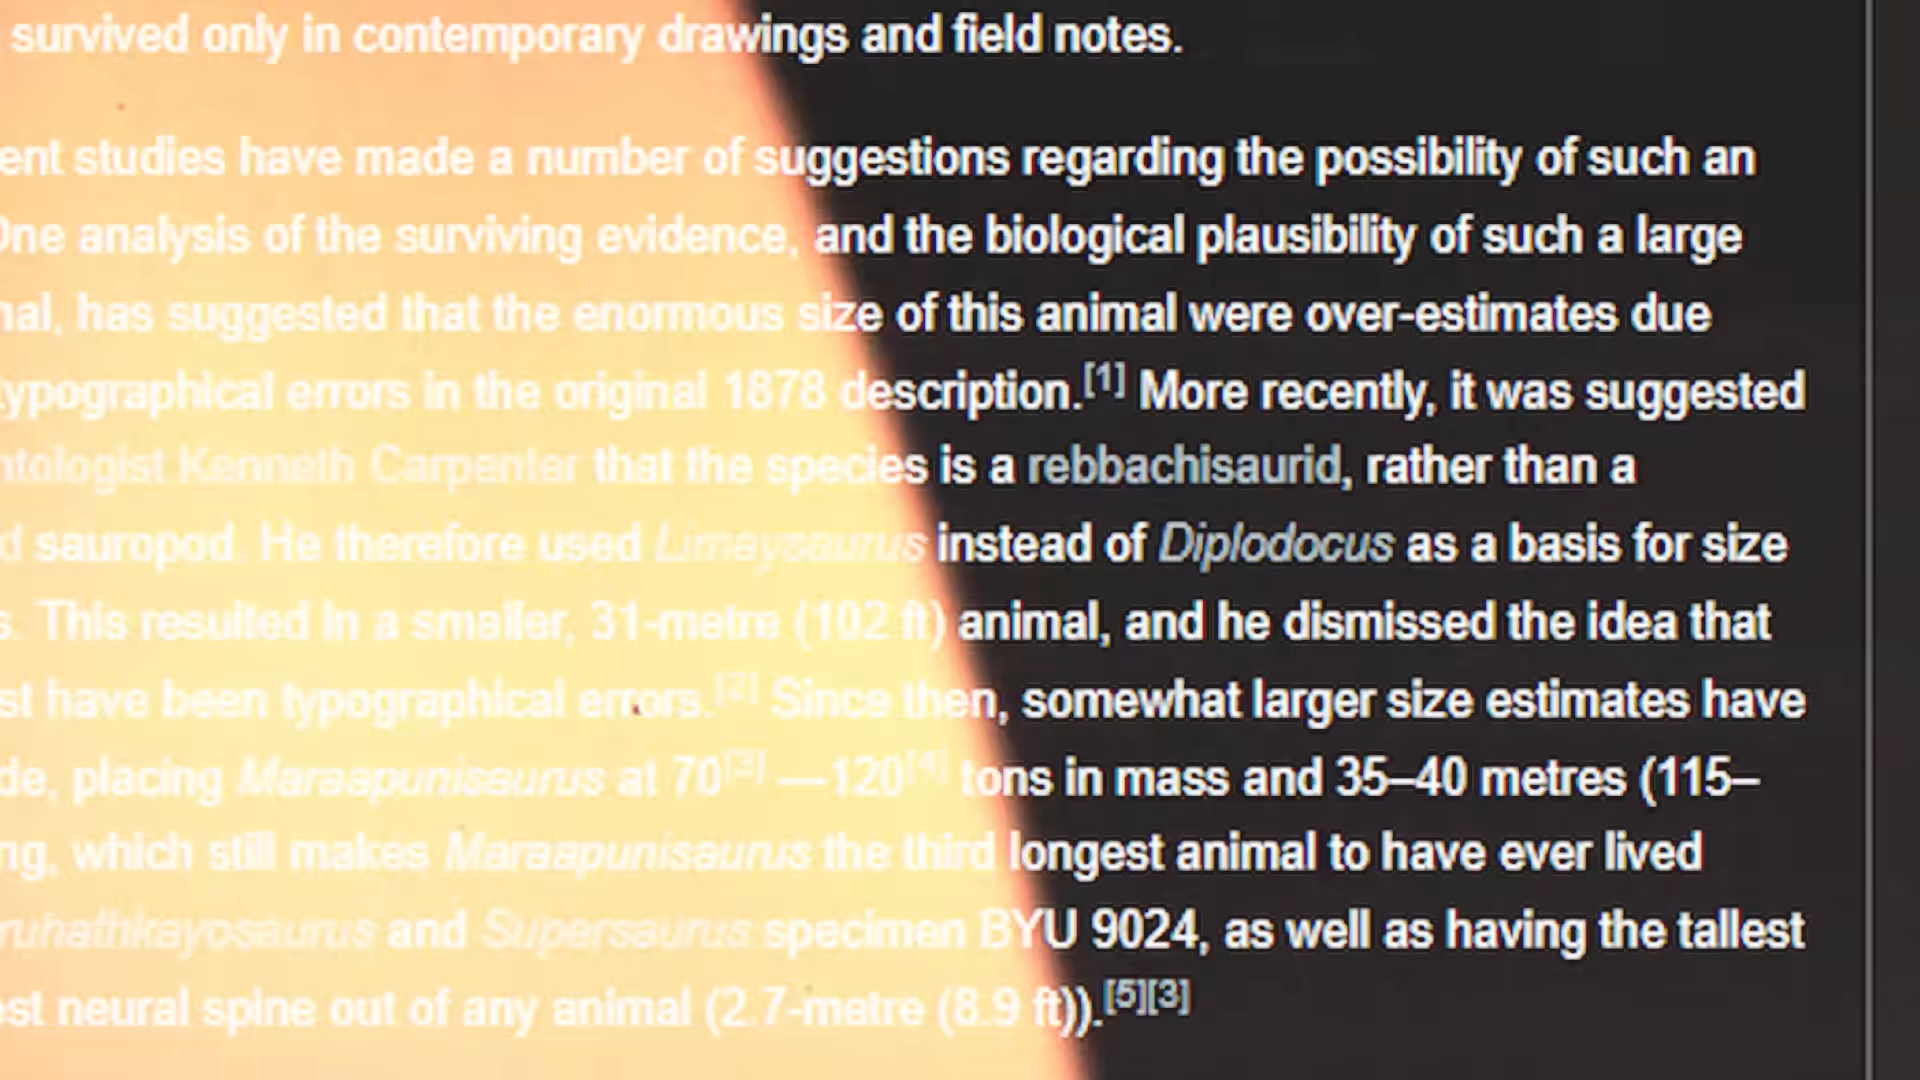 survived only in contemporary drawings and field notes.
ent studies have made a number of suggestions regarding the possibility of such an
One analysis of the surviving evidence, and the biological plausibility of such a large
nal, has suggested that the enormous size of this animal were over-estimates due
typographical errors in the original 1878 description.[1] More recently, it was suggested
ntologist Kenneth Carpenter that the species is a rebbachisaurid, rather than a
d sauropod. He therefore used Limaysaurus instead of Diplodocus as a basis for size
s. This resulted in a smaller, 31-metre (102 ft) animal, and he dismissed the idea that
st have been typographical errors.[2] Since then, somewhat larger size estimates have
de, placing Maraapunisaurus at 70[3] —120[4] tons in mass and 35–40 metres (115–
ng, which still makes Maraapunisaurus the third longest animal to have ever lived
ruhathkayosaurus and Supersaurus specimen BYU 9024, as well as having the tallest
st neural spine out of any animal (2.7-metre (8.9 ft)).[5][3]